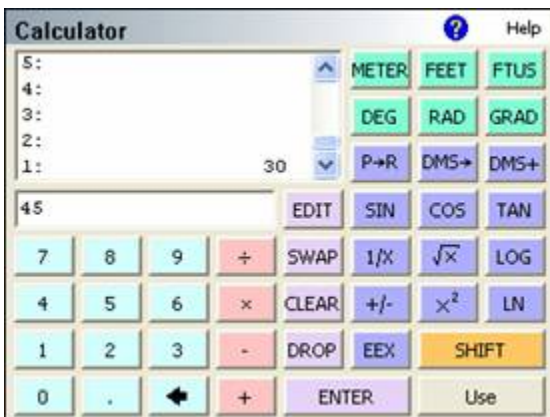 Calculator ? Help
5: METER FEET FTUS
4:
3: DEG RAD GRAD
2:
1: 30 P→R DMS→ DMS+
45 EDIT SIN COS TAN
7 8 9 ÷ SWAP 1/X √x LOG
4 5 6 × CLEAR +/- x² LN
1 2 3 - DROP EEX SHIFT
0 . + ENTER Use